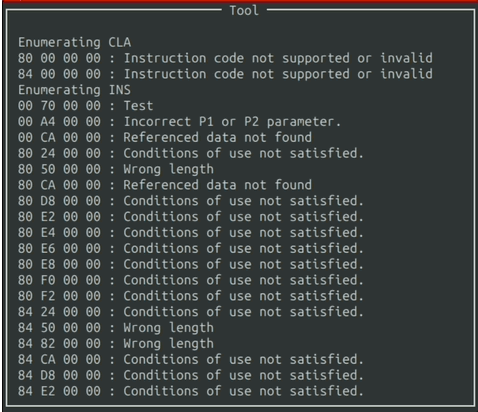 Tool
Enumerating CLA
80 00 00 00 : Instruction code not supported or invalid
84 00 00 00 : Instruction code not supported or invalid
Enumerating INS
00 70 00 00 : Test
00 A4 00 00 : Incorrect P1 or P2 parameter.
00 CA 00 00 : Referenced data not found
80 24 00 00 : Conditions of use not satisfied.
80 50 00 00 : Wrong length
80 CA 00 00 : Referenced data not found
80 D8 00 00 : Conditions of use not satisfied.
80 E2 00 00 : Conditions of use not satisfied.
80 E4 00 00 : Conditions of use not satisfied.
80 E6 00 00 : Conditions of use not satisfied.
80 E8 00 00 : Conditions of use not satisfied.
80 F0 00 00 : Conditions of use not satisfied.
80 F2 00 00 : Conditions of use not satisfied.
84 24 00 00 : Conditions of use not satisfied.
84 50 00 00 : Wrong length
84 82 00 00 : Wrong length
84 CA 00 00 : Conditions of use not satisfied.
84 D8 00 00 : Conditions of use not satisfied.
84 E2 00 00 : Conditions of use not satisfied.